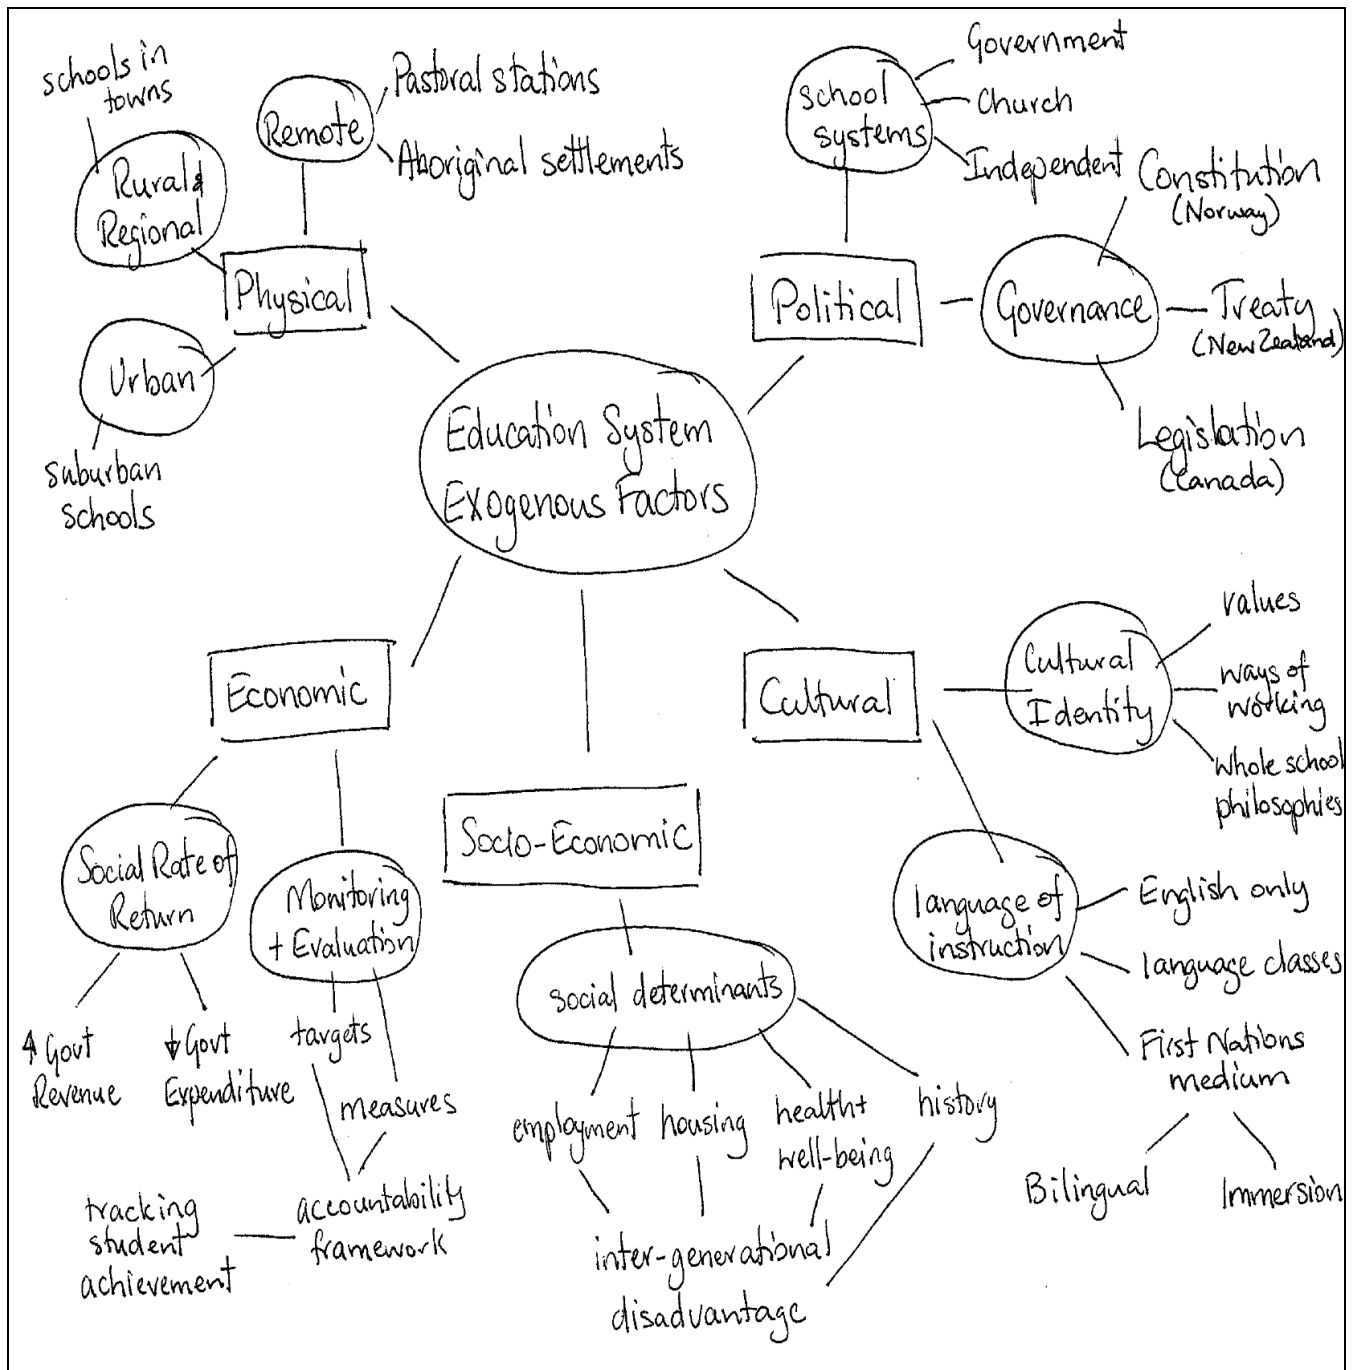 schools in
towns
Rural &
Regional
Remote
Pastoral stations
Aboriginal settlements
Physical
Urban
suburban
schools
school
systems
Government
Church
Independent
Political
Governance
Constitution
(Norway)
Treaty
(New Zealand)
Legislation
(Canada)
Education System
Exogenous Factors
Economic
Social Rate of
Return
↑ Govt
Revenue
↓ Govt
Expenditure
Monitoring
+ Evaluation
targets
measures
accountability
framework
tracking
student
achievement
Socio-Economic
social determinants
employment
housing
health +
well-being
history
inter-generational
disadvantage
Cultural
Cultural
Identity
values
ways of
working
whole school
philosophies
language of
instruction
English only
language classes
First Nations
medium
Bilingual
Immersion